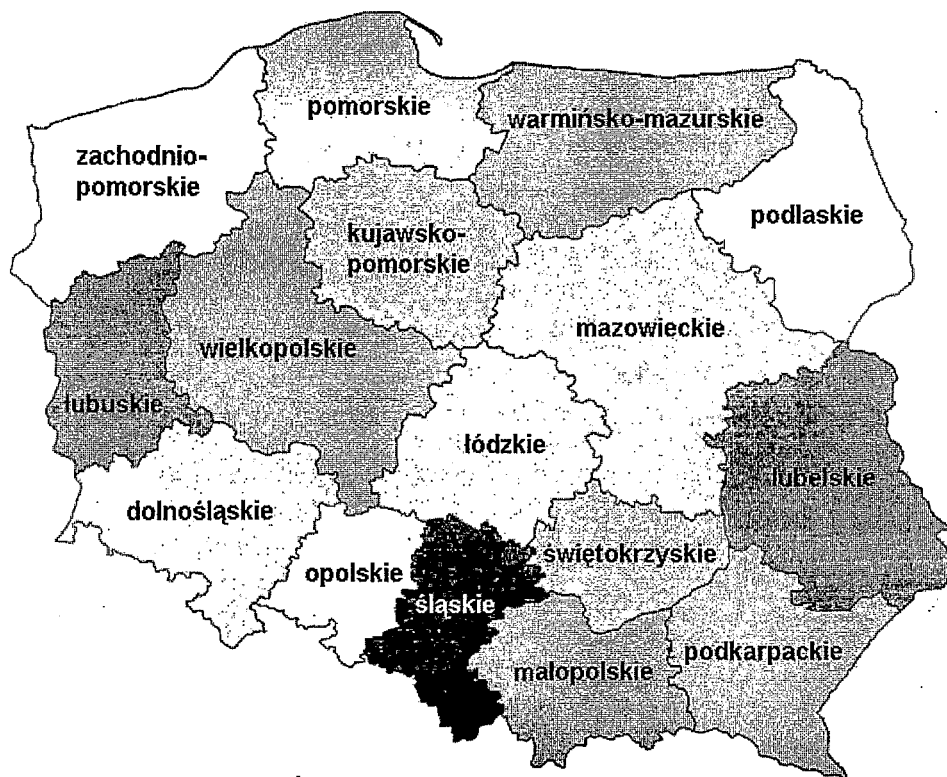 pomorskie
warmińsko-mazurskie
zachodnio-
pomorskie
podlaskie
kujawsko-
pomorskie
mazowieckie
wielkopolskie
lubuskie
łódzkie
lubelskie
dolnośląskie
świętokrzyskie
opolskie
śląskie
podkarpackie
małopolskie